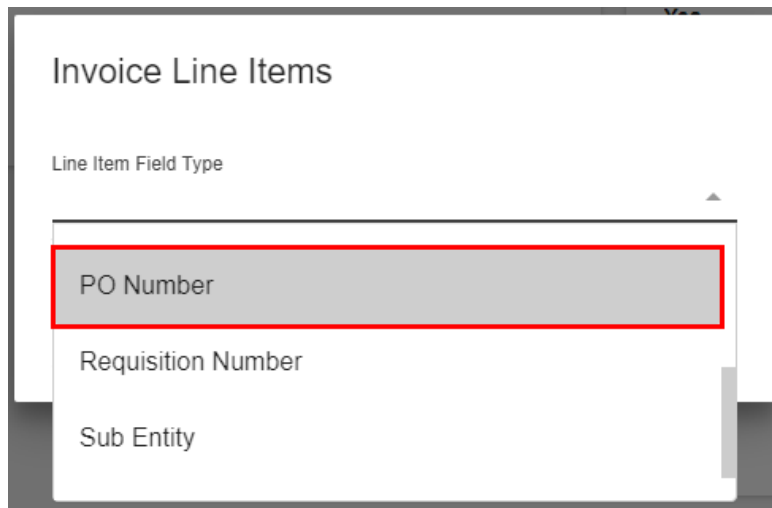 Invoice Line Items
Line Item Field Type
PO Number
Requisition Number
Sub Entity